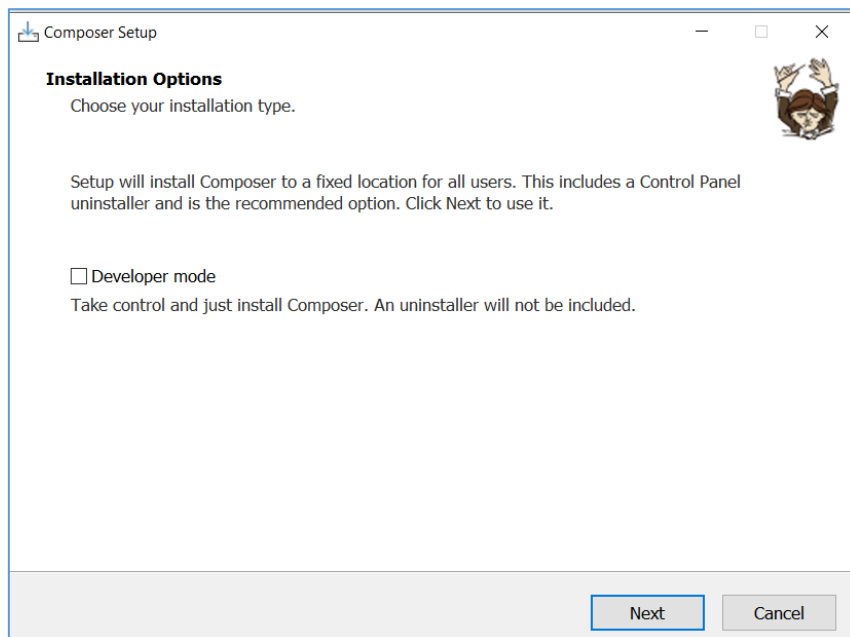 Composer Setup
Installation Options
Choose your installation type.
Setup will install Composer to a fixed location for all users. This includes a Control Panel
uninstaller and is the recommended option. Click Next to use it.
Developer mode
Take control and just install Composer. An uninstaller will not be included.
Next
Cancel